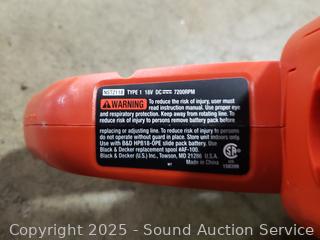 NST2118 TYPE 1 18V DC 7200RPM
WARNING To reduce the risk of injury, user must
read instruction manual. Use proper eye
and respiratory protection. Keep away from rotating line. To
reduce risk of injury to persons remove battery pack before
replacing or adjusting line. To reduce risk of injury to persons
do not operate without guard in place. Store unit indoors only.
Use with B&D HPB18-OPE slide pack battery.
Black & Decker replacement spool #AF-100.
Black & Decker (U.S.) Inc., Towson, MD 21286 U.S.A.
Made in China
Copyright 2025 - Sound Auction Service